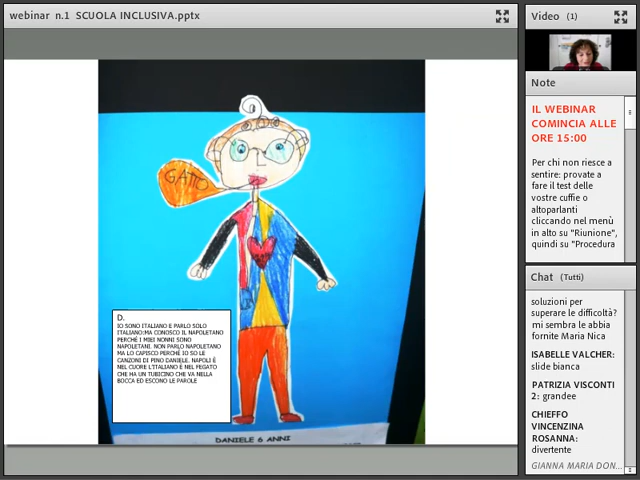 webinar n.1 SCUOLA INCLUSIVA.pptx
GATTO
D.
IO SONO ITALIANO E PARLO SOLO
ITALIANO:MA CONOSCO IL NAPOLETANO
PERCHÉ I MIEI NONNI SONO
NAPOLETANI. NON PARLO NAPOLETANO
MA LO CAPISCO PERCHÉ IO SO LE
CANZONI DI PINO DANIELE. NAPOLI È
NEL CUORE L'ITALIANO È NEL FEGATO
CHE HA UN TUBICINO CHE VA NELLA
BOCCA ED ESCONO LE PAROLE
DANIELE 6 ANNI
Video (1)
Note
IL WEBINAR
COMINCIA ALLE
ORE 15:00
Per chi non riesce a
sentire: provate a
fare il test delle
vostre cuffie o
altoparlanti
cliccando nel menù
in alto su "Riunione",
quindi su "Procedura
Chat (Tutti)
soluzioni per
superare le difficoltà?
mi sembra le abbia
fornite Maria Nica
ISABELLE VALCHER:
slide bianca
PATRIZIA VISCONTI
2: grandee
CHIEFFO
VINCENZINA
ROSANNA:
divertente
GIANNA MARIA DON...